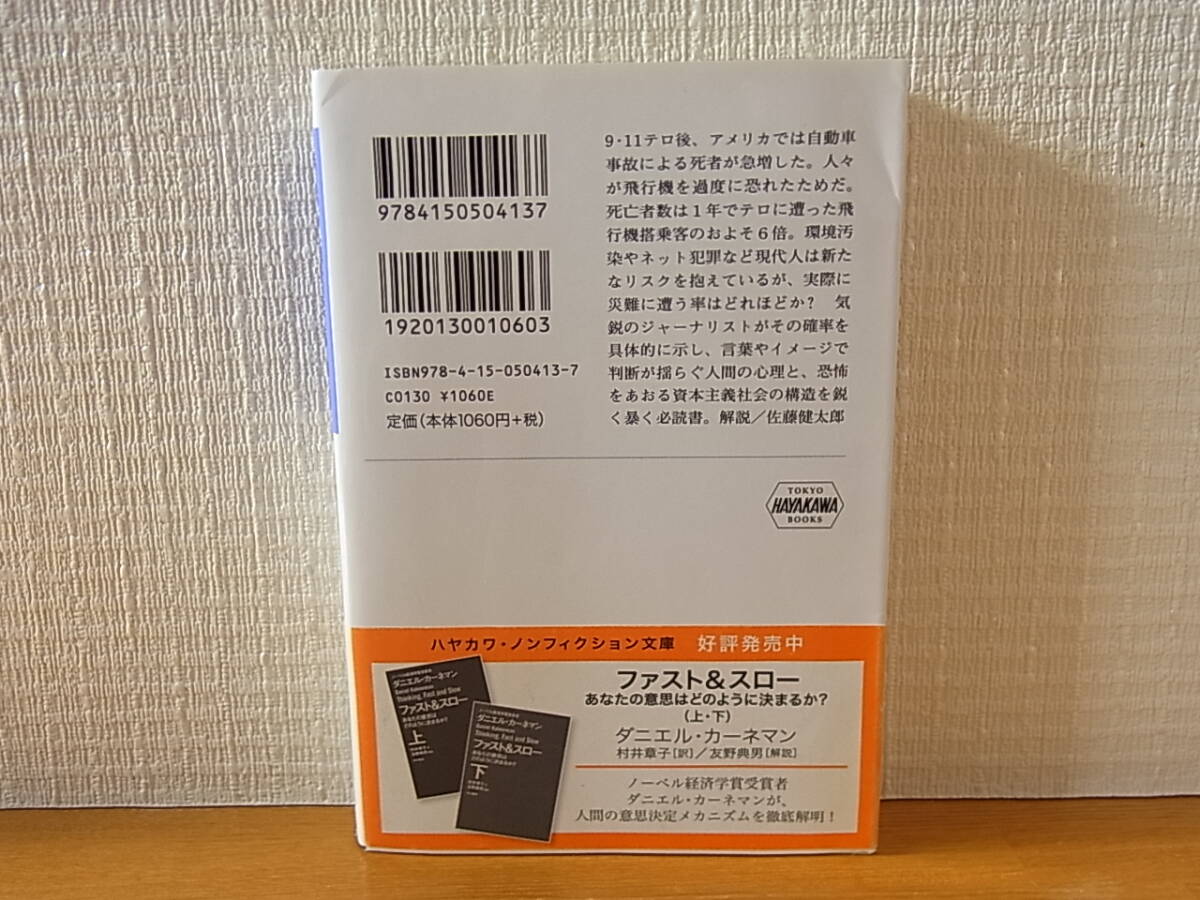 9784150504137
1920130010603
ISBN978-4-15-050413-7
C0130 ¥1060E
定価(本体1060円+税)
9・11テロ後、アメリカでは自動車
事故による死者が急増した。人々
が飛行機を過度に恐れたためだ。
死亡者数は1年でテロに遭った飛
行機搭乗客のおよそ6倍。環境汚
染やネット犯罪など現代人は新た
なリスクを抱えているが、実際に
災難に遭う率はどれほどか? 気
鋭のジャーナリストがその確率を
具体的に示し、言葉やイメージで
判断が揺らぐ人間の心理と、恐怖
をあおる資本主義社会の構造を鋭
く暴く必読書。解説/佐藤健太郎
TOKYO
HAYAKAWA
BOOKS
ハヤカワ・ノンフィクション文庫 好評発売中
ダニエル・カーネマン
Thinking, Fast and Slow
ファスト&スロー
上
ダニエル・カーネマン
Thinking, Fast and Slow
ファスト&スロー
下
ファスト&スロー
あなたの意思はどのように決まるか?
(上・下)
ダニエル・カーネマン
村井章子[訳]/友野典男[解説]
ノーベル経済学賞受賞者
ダニエル・カーネマンが、
人間の意思決定メカニズムを徹底解明!